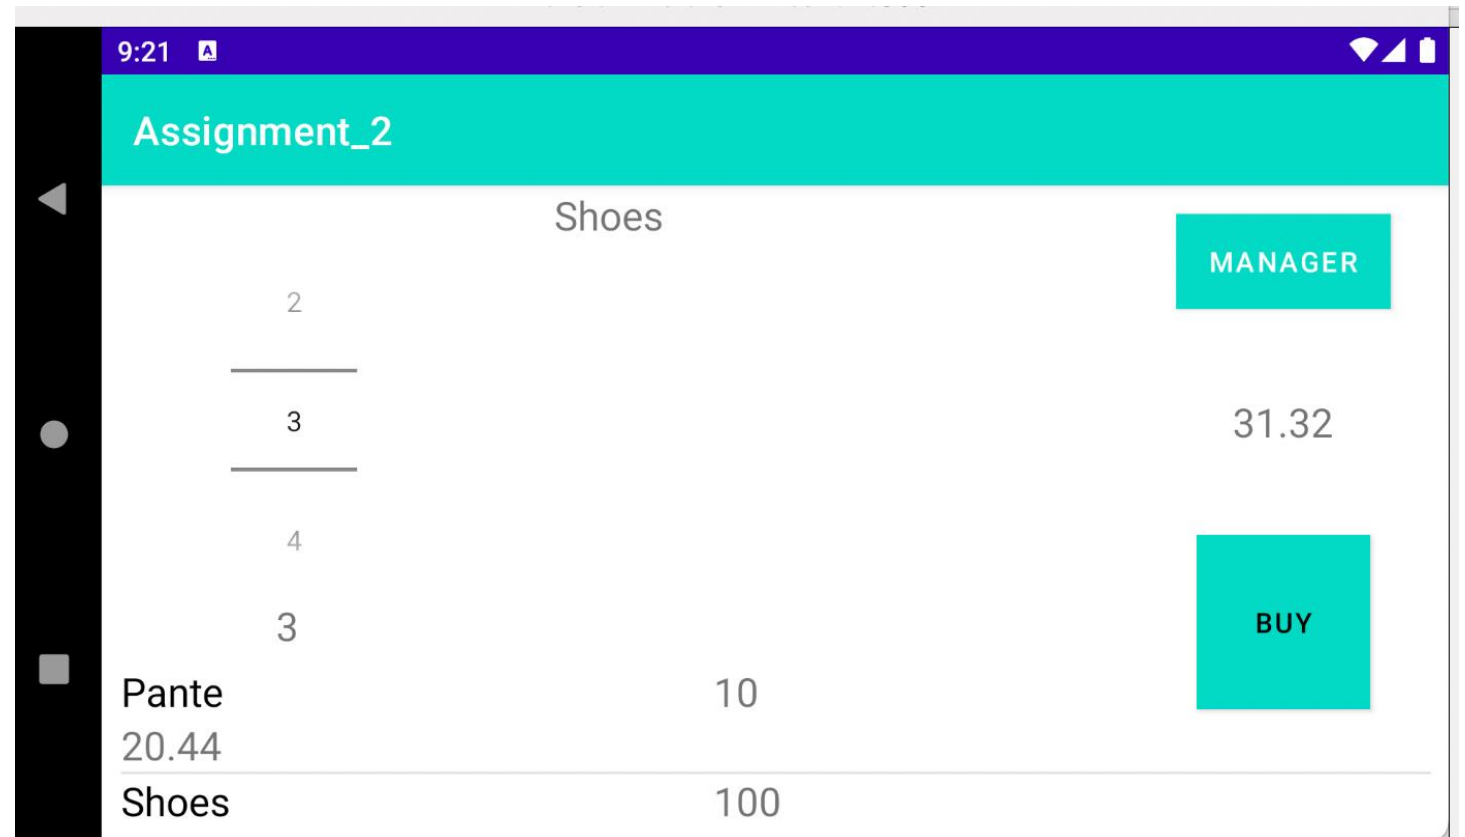 9:21
Assignment_2
Shoes
MANAGER
2
3
31.32
4
3
BUY
Pante 10
20.44
Shoes 100